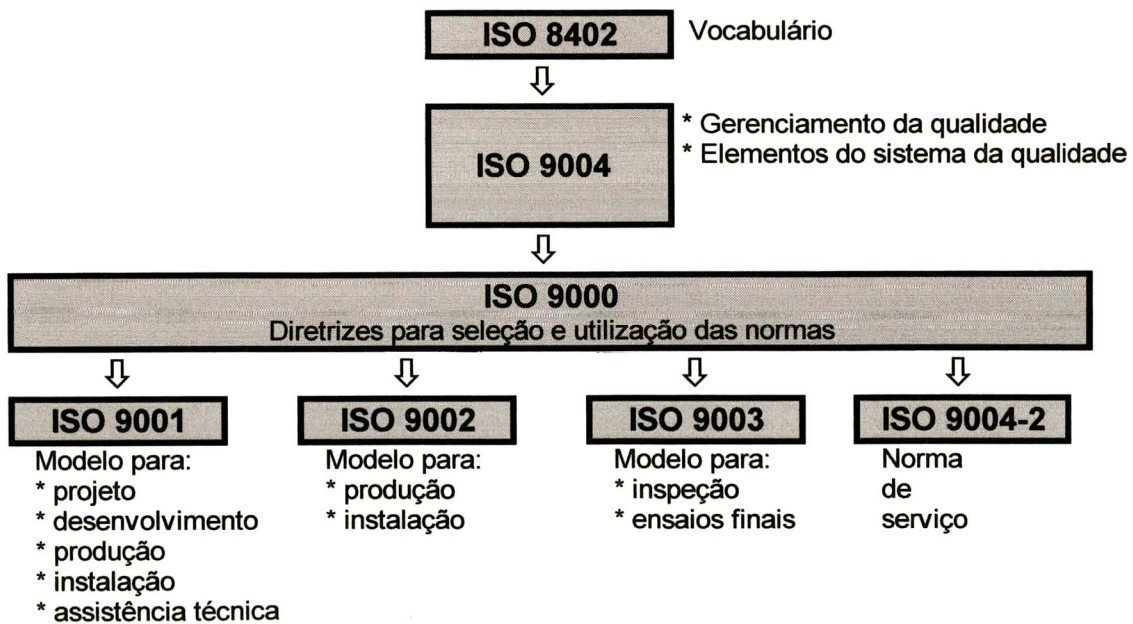 ISO 8402
Vocabulário
ISO 9004
* Gerenciamento da qualidade
* Elementos do sistema da qualidade
ISO 9000
Diretrizes para seleção e utilização das normas
ISO 9001
Modelo para:
* projeto
* desenvolvimento
* produção
* instalação
* assistência técnica
ISO 9002
Modelo para:
* produção
* instalação
ISO 9003
Modelo para:
* inspeção
* ensaios finais
ISO 9004-2
Norma
de
serviço